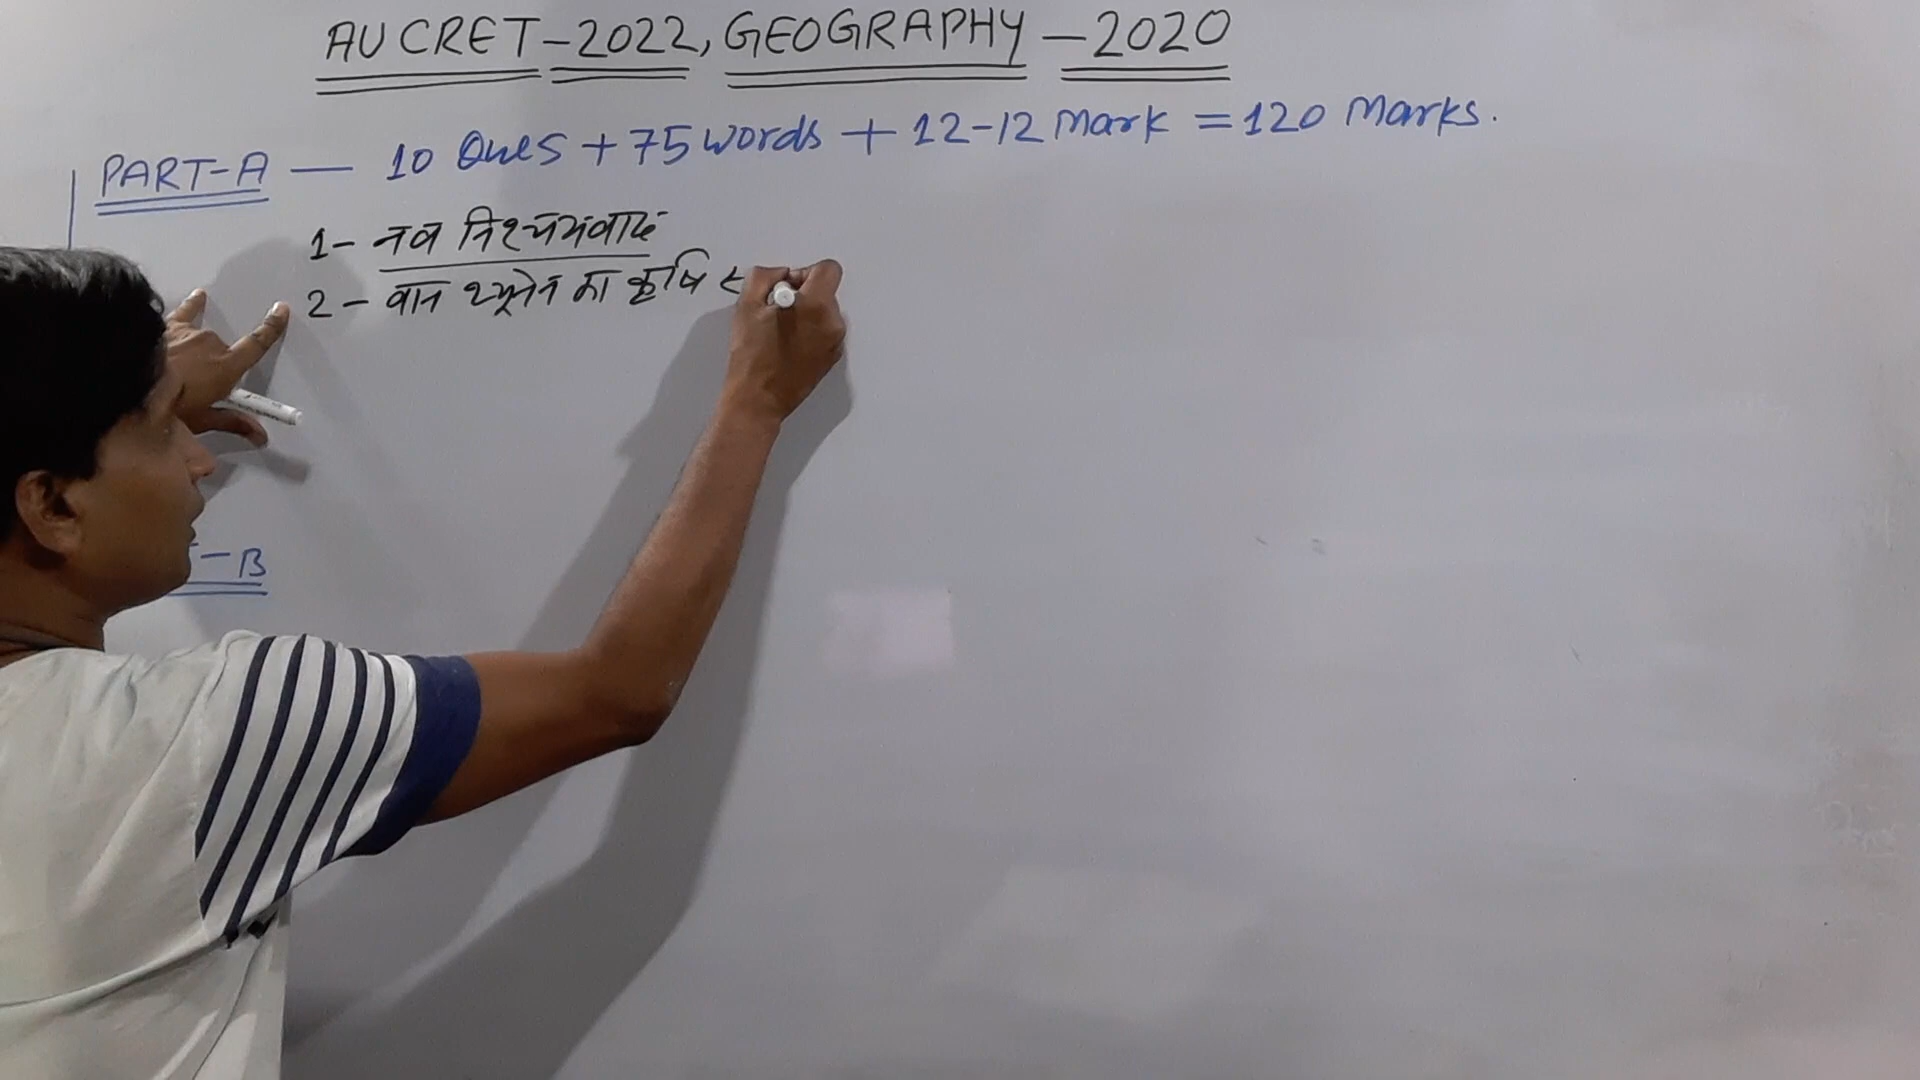 AU CRET-2022, GEOGRAPHY-2020
PART-A — 10 Ques + 75 words + 12-12 Mark = 120 Marks.
1- नव निश्चयवाद
2- वान थ्यूनेन का कृषि
-B